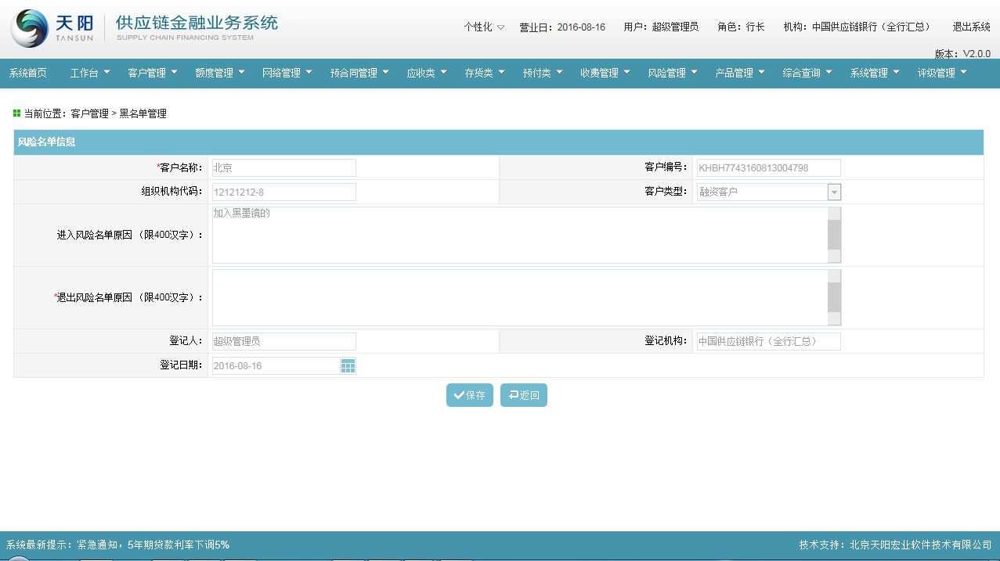 天阳 TANSUN 供应链金融业务系统 SUPPLY CHAIN FINANCING SYSTEM
个性化 营业日：2016-08-16 用户：超级管理员 角色：行长 机构：中国供应链银行（全行汇总） 退出系统
版本：V2.0.0
系统首页 工作台 客户管理 额度管理 网络管理 预合同管理 应收类 存货类 预付类 收费管理 风险管理 产品管理 综合查询 系统管理 评级管理
当前位置：客户管理 > 黑名单管理
风险名单信息
*客户名称： 北京 客户编号： KHBH7743160813004798
组织机构代码： 12121212-8 客户类型： 融资客户
进入风险名单原因 （限400汉字）： 加入黑墨镜的
*退出风险名单原因 （限400汉字）：
登记人： 超级管理员 登记机构： 中国供应链银行（全行汇总）
登记日期： 2016-08-16
保存 返回
系统最新提示：紧急通知，5年期贷款利率下调5% 技术支持：北京天阳宏业软件技术有限公司